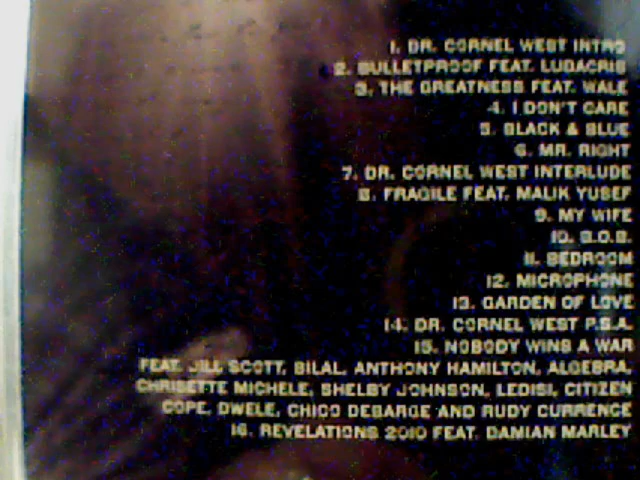 1. DR. CORNEL WEST INTRO
2. BULLETPROOF FEAT. LUDACRIS
3. THE GREATNESS FEAT. WALE
4. I DON'T CARE
5. BLACK & BLUE
6. MR. RIGHT
7. DR. CORNEL WEST INTERLUDE
8. FRAGILE FEAT. MALIK YUSEF
9. MY WIFE
10. S.O.S.
11. BEDROOM
12. MICROPHONE
13. GARDEN OF LOVE
14. DR. CORNEL WEST P.S.A.
15. NOBODY WINS A WAR
FEAT. JILL SCOTT, BILAL, ANTHONY HAMILTON, ALGEBRA,
CHRISETTE MICHELE, SHELBY JOHNSON, LEDISI, CITIZEN
COPE, DWELE, CHICO DEBARGE AND RUDY CURRENCE
16. REVELATIONS 2010 FEAT. DAMIAN MARLEY